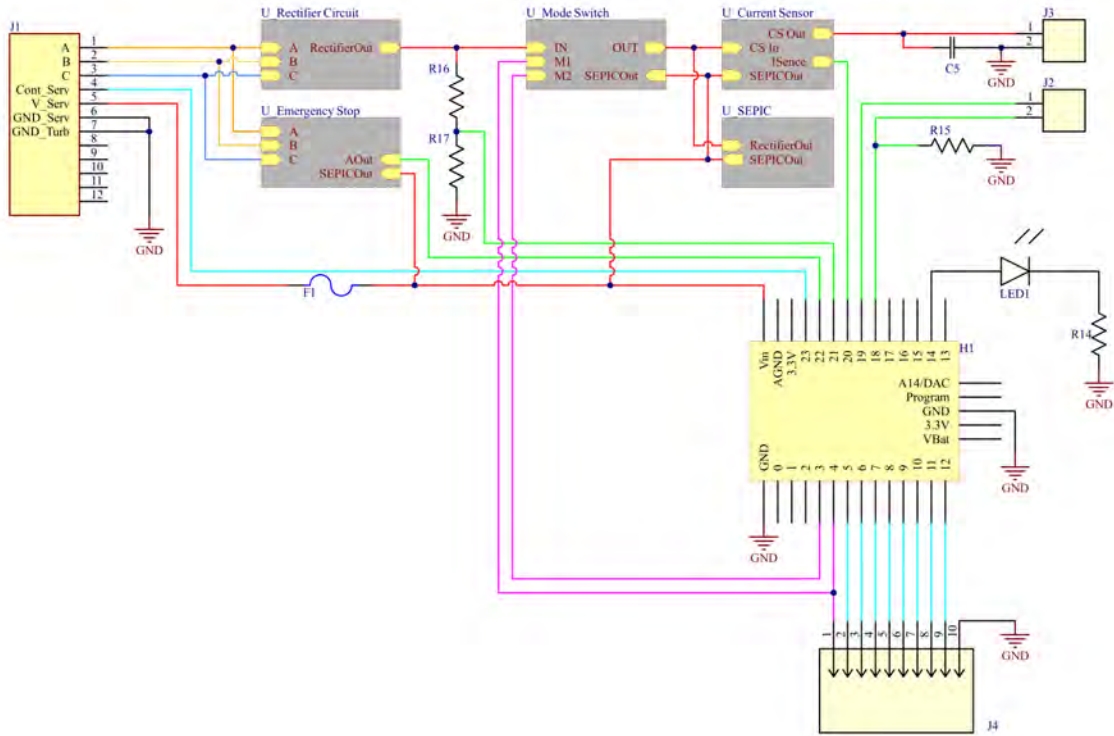 J1
A 1
B 2
C 3
Cont_Serv 4
V_Serv 5
GND_Serv 6
GND_Turb 7
8
9
10
11
12
GND
U_Rectifier Circuit
A RectifierOut
B
C
U_Emergency Stop
A
B
C AOut
SEPICOut
R16
R17
GND
F1
U_Mode Switch
IN OUT
M1
M2 SEPICOut
U_Current Sensor
CS Out
CS In
ISence
SEPICOut
U_SEPIC
RectifierOut
SEPICOut
J3
1
2
C5
GND
J2
1
2
R15
GND
LED1
R14
GND
H1
Vin
AGND
3.3V
23
22
21
20
19
18
17
16
15
14
13
A14/DAC
Program
GND
3.3V
VBat
GND
GND
0
1
2
3
4
5
6
7
8
9
10
11
12
GND
1
2
3
4
5
6
7
8
9
10
GND
J4